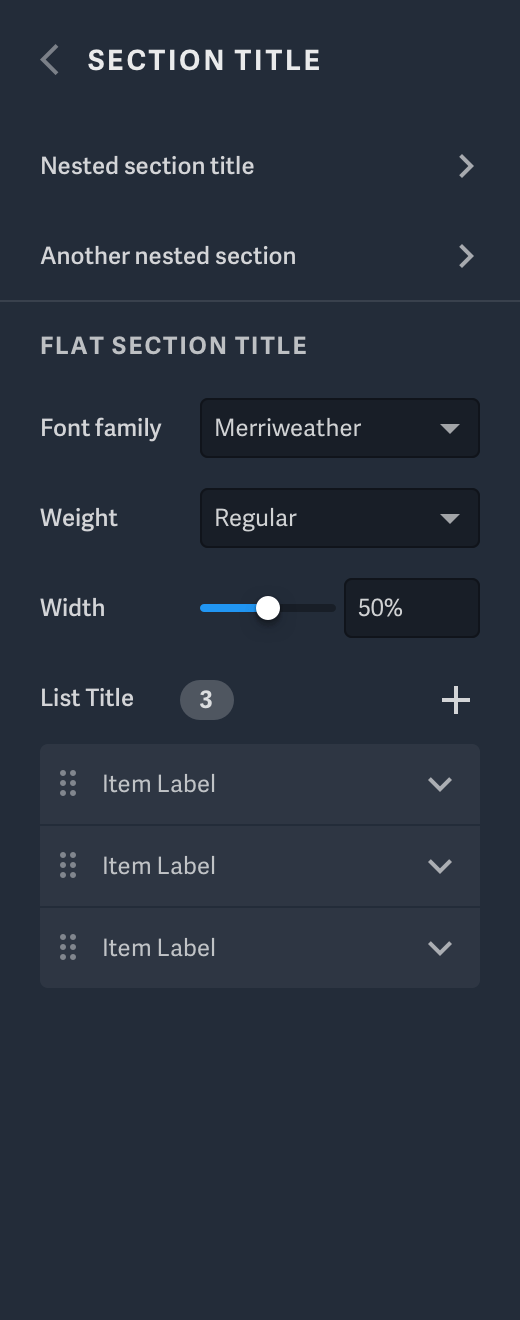 SECTION TITLE
Nested section title
Another nested section
FLAT SECTION TITLE
Font family Merriweather
Weight Regular
Width 50%
List Title 3
Item Label
Item Label
Item Label